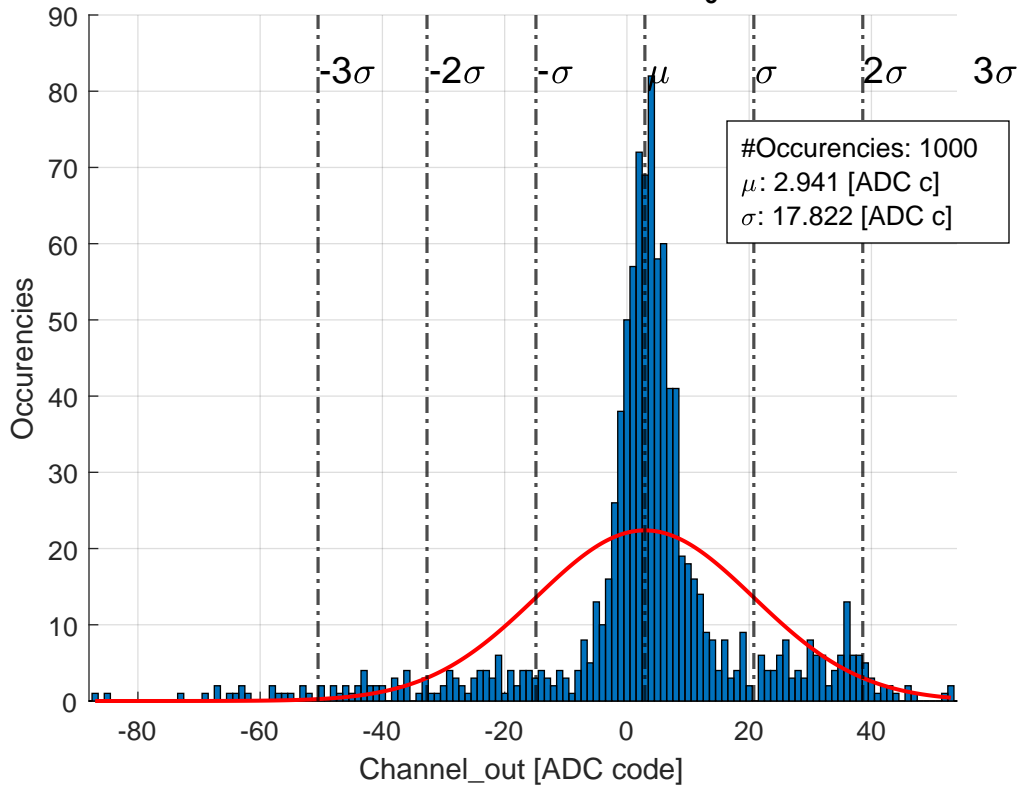 90
-3σ -2σ -σ μ σ 2σ 3σ
80
#Occurencies: 1000
μ: 2.941 [ADC c]
σ: 17.822 [ADC c]
70
60
50
40
30
20
10
0
Occurencies
-80 -60 -40 -20 0 20 40
Channel_out [ADC code]